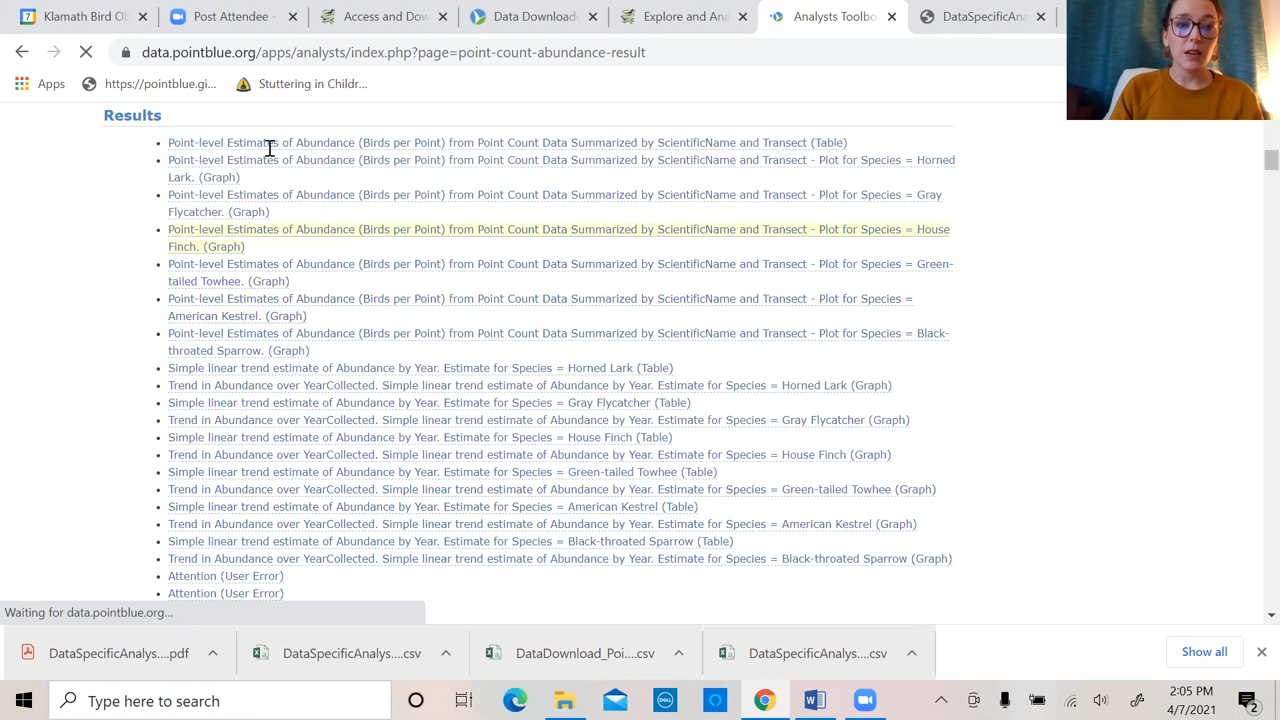 7 Klamath Bird Ob
Post Attendee -
Access and Do
Data Download
Explore and Ana
Analysts Toolbo
DataSpecificAna
data.pointblue.org/apps/analysts/index.php?page=point-count-abundance-result
Apps
https://pointblue.gi...
Stuttering in Childr...
Results
Point-level Estimates of Abundance (Birds per Point) from Point Count Data Summarized by ScientificName and Transect (Table)
Point-level Estimates of Abundance (Birds per Point) from Point Count Data Summarized by ScientificName and Transect - Plot for Species = Horned
Lark. (Graph)
Point-level Estimates of Abundance (Birds per Point) from Point Count Data Summarized by ScientificName and Transect - Plot for Species = Gray
Flycatcher. (Graph)
Point-level Estimates of Abundance (Birds per Point) from Point Count Data Summarized by ScientificName and Transect - Plot for Species = House
Finch. (Graph)
Point-level Estimates of Abundance (Birds per Point) from Point Count Data Summarized by ScientificName and Transect - Plot for Species = Green-
tailed Towhee. (Graph)
Point-level Estimates of Abundance (Birds per Point) from Point Count Data Summarized by ScientificName and Transect - Plot for Species =
American Kestrel. (Graph)
Point-level Estimates of Abundance (Birds per Point) from Point Count Data Summarized by ScientificName and Transect - Plot for Species = Black-
throated Sparrow. (Graph)
Simple linear trend estimate of Abundance by Year. Estimate for Species = Horned Lark (Table)
Trend in Abundance over YearCollected. Simple linear trend estimate of Abundance by Year. Estimate for Species = Horned Lark (Graph)
Simple linear trend estimate of Abundance by Year. Estimate for Species = Gray Flycatcher (Table)
Trend in Abundance over YearCollected. Simple linear trend estimate of Abundance by Year. Estimate for Species = Gray Flycatcher (Graph)
Simple linear trend estimate of Abundance by Year. Estimate for Species = House Finch (Table)
Trend in Abundance over YearCollected. Simple linear trend estimate of Abundance by Year. Estimate for Species = House Finch (Graph)
Simple linear trend estimate of Abundance by Year. Estimate for Species = Green-tailed Towhee (Table)
Trend in Abundance over YearCollected. Simple linear trend estimate of Abundance by Year. Estimate for Species = Green-tailed Towhee (Graph)
Simple linear trend estimate of Abundance by Year. Estimate for Species = American Kestrel (Table)
Trend in Abundance over YearCollected. Simple linear trend estimate of Abundance by Year. Estimate for Species = American Kestrel (Graph)
Simple linear trend estimate of Abundance by Year. Estimate for Species = Black-throated Sparrow (Table)
Trend in Abundance over YearCollected. Simple linear trend estimate of Abundance by Year. Estimate for Species = Black-throated Sparrow (Graph)
Attention (User Error)
Attention (User Error)
Waiting for data.pointblue.org...
DataSpecificAnalys....pdf
DataSpecificAnalys....csv
DataDownload_Poi....csv
DataSpecificAnalys....csv
Show all
Type here to search
DELL
2:05 PM
4/7/2021
2